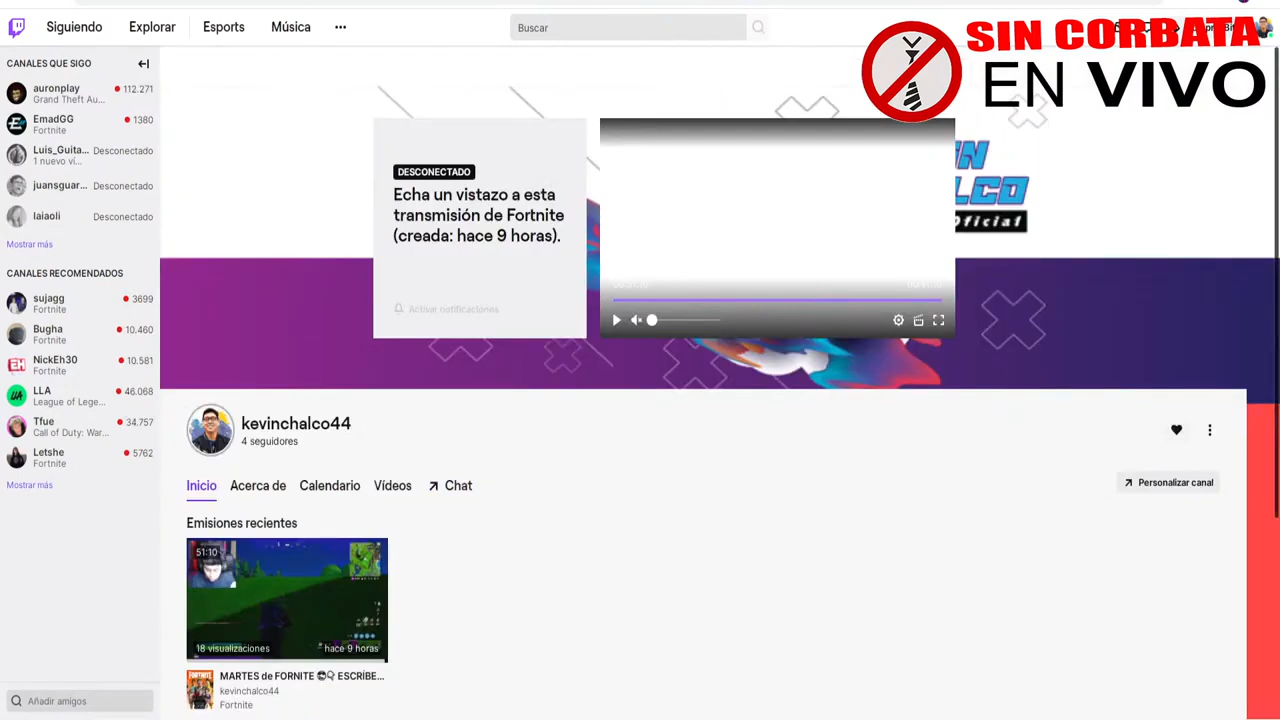 Siguiendo
Explorar
Esports
Música
Buscar
SIN CORBATA
EN VIVO
CANALES QUE SIGO
auronplay
112.271
Grand Theft Au...
EmadGG
1380
Fortnite
Luis_Guita...
Desconectado
1 nuevo ví...
juansguar...
Desconectado
laiaoli
Desconectado
Mostrar más
CANALES RECOMENDADOS
sujagg
3699
Fortnite
Bugha
10.460
Fortnite
NickEh30
10.581
Fortnite
LLA
46.068
League of Lege...
Tfue
34.757
Call of Duty: War...
Letshe
5762
Fortnite
Mostrar más
Añadir amigos
DESCONECTADO
Echa un vistazo a esta
transmisión de Fortnite
(creada: hace 9 horas).
Activar notificaciones
kevinchalco44
4 seguidores
Inicio
Acerca de
Calendario
Vídeos
Chat
Personalizar canal
Emisiones recientes
51:10
18 visualizaciones
hace 9 horas
MARTES de FORNITE 😎👇 ESCRÍBE...
kevinchalco44
Fortnite